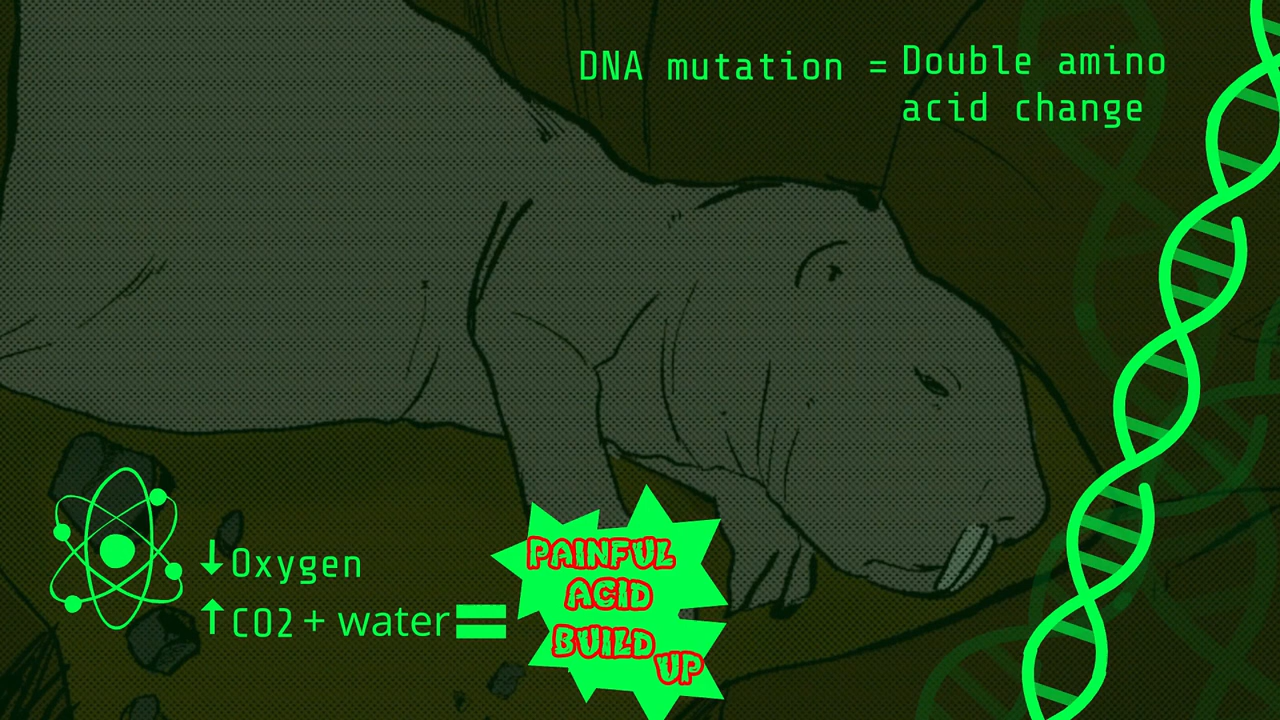 DNA mutation = Double amino
acid change
↓Oxygen
↑CO2 + water =
PAINFUL
ACID
BUILD
UP